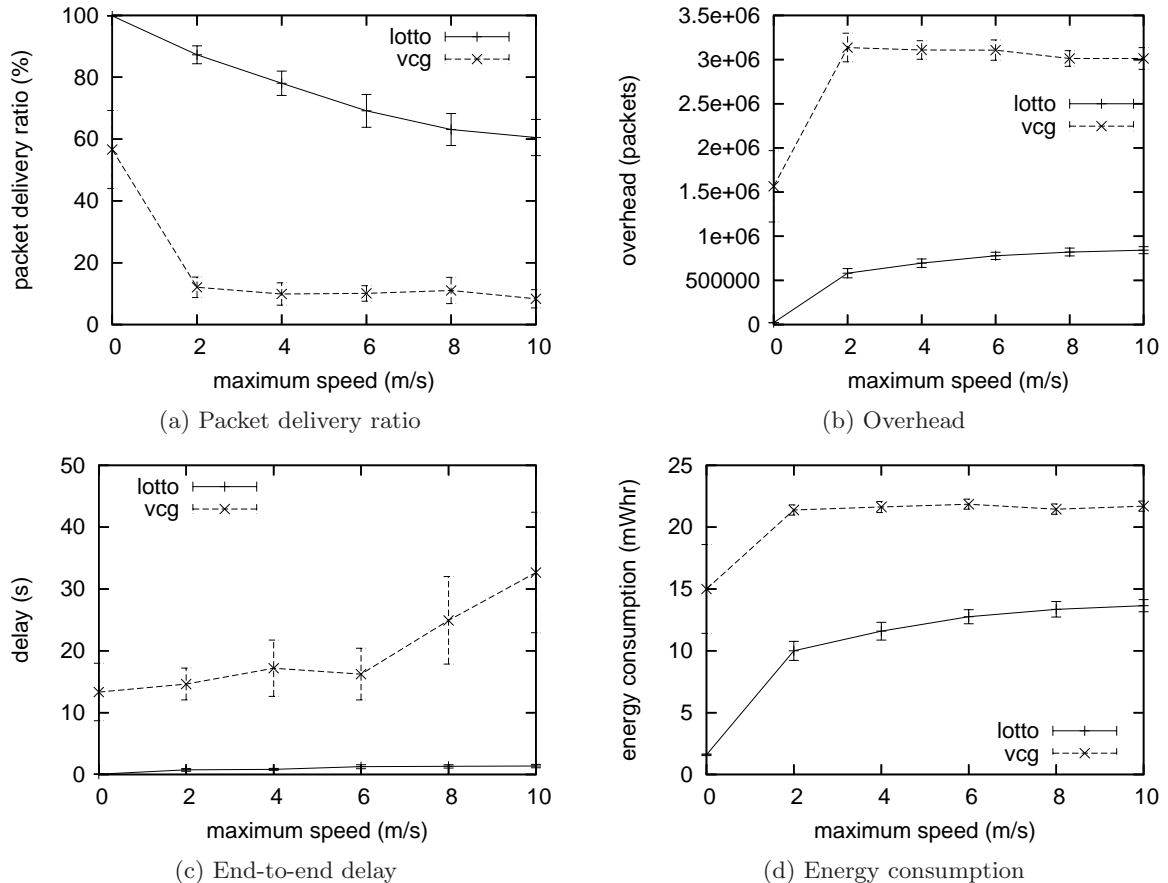 packet delivery ratio (%)
100
80
60
40
20
0
lotto
vcg
0 2 4 6 8 10
maximum speed (m/s)
(a) Packet delivery ratio
overhead (packets)
3.5e+06
3e+06
2.5e+06
2e+06
1.5e+06
1e+06
500000
0
lotto
vcg
0 2 4 6 8 10
maximum speed (m/s)
(b) Overhead
delay (s)
50
40
30
20
10
0
lotto
vcg
0 2 4 6 8 10
maximum speed (m/s)
(c) End-to-end delay
energy consumption (mWhr)
25
20
15
10
5
0
lotto
vcg
0 2 4 6 8 10
maximum speed (m/s)
(d) Energy consumption